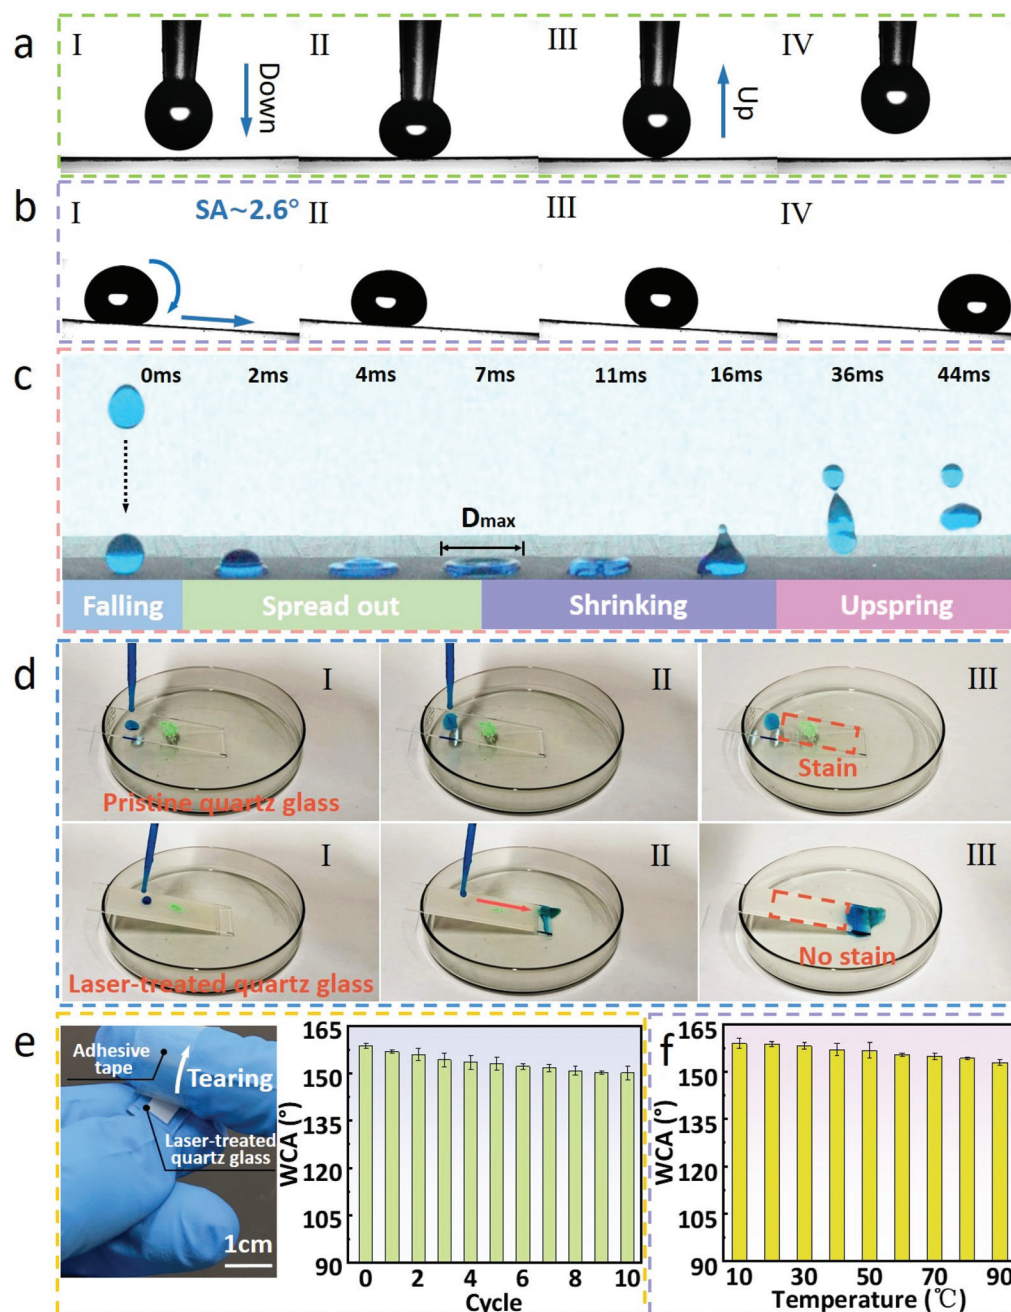 a
I
II
III
IV
Down
Up
b
I
SA~2.6°
II
III
IV
c
0ms
2ms
4ms
7ms
11ms
16ms
36ms
44ms
Dmax
Falling
Spread out
Shrinking
Upspring
d
I
II
III
Pristine quartz glass
Stain
I
II
III
Laser-treated quartz glass
No stain
e
Adhesive
tape
Tearing
Laser-treated
quartz glass
1cm
WCA (°)
165
150
135
120
105
90
0 2 4 6 8 10
Cycle
f
WCA (°)
165
150
135
120
105
90
10 30 50 70 90
Temperature (℃)